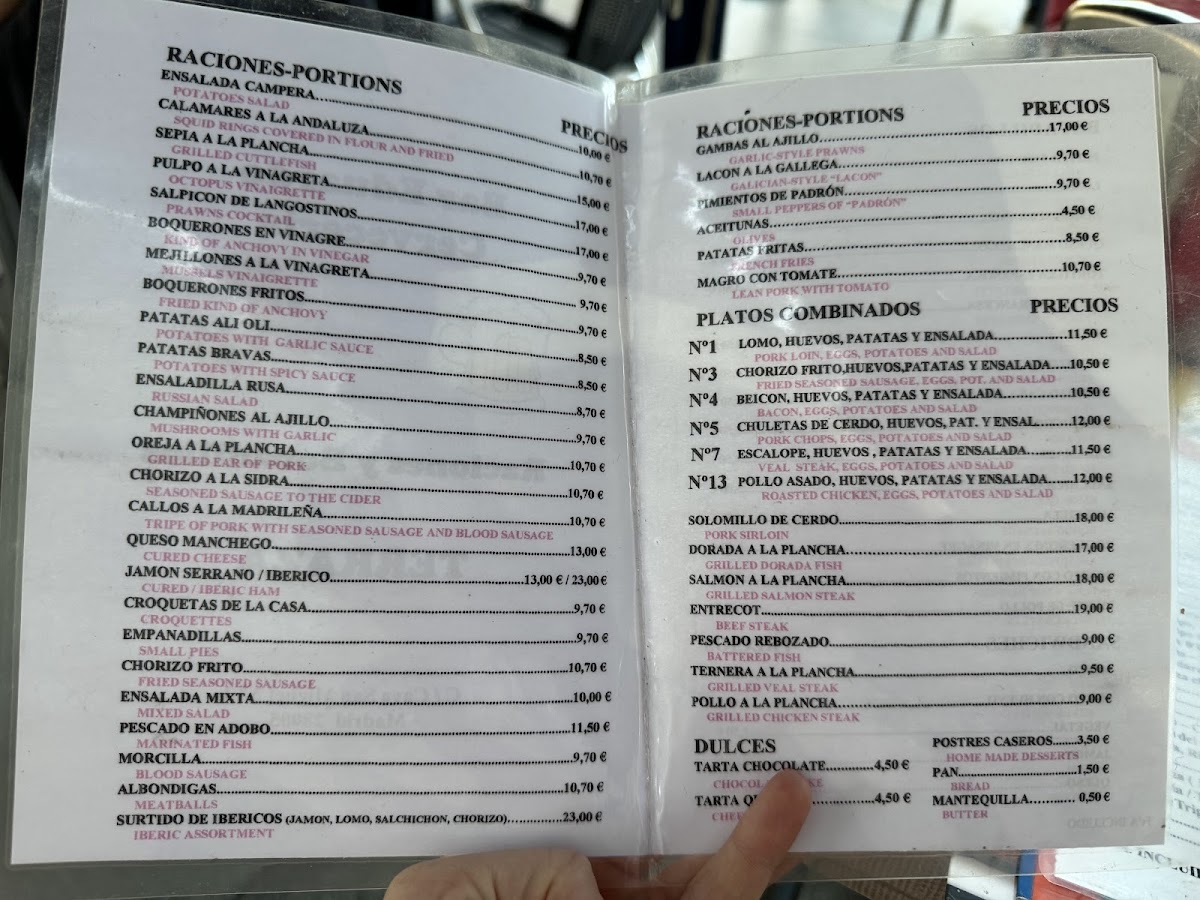 RACIONES-PORTIONS
PRECIOS
ENSALADA CAMPERA..........10,00 €
POTATOES SALAD
CALAMARES A LA ANDALUZA..........10,70 €
SQUID RINGS COVERED IN FLOUR AND FRIED
SEPIA A LA PLANCHA..........15,00 €
GRILLED CUTTLEFISH
PULPO A LA VINAGRETA..........17,00 €
OCTOPUS VINAIGRETTE
SALPICON DE LANGOSTINOS..........17,00 €
PRAWNS COCKTAIL
BOQUERONES EN VINAGRE..........9,70 €
KIND OF ANCHOVY IN VINEGAR
MEJILLONES A LA VINAGRETA..........9,70 €
MUSSELS VINAIGRETTE
BOQUERONES FRITOS..........9,70 €
FRIED KIND OF ANCHOVY
PATATAS ALI OLI..........8,50 €
POTATOES WITH GARLIC SAUCE
PATATAS BRAVAS..........8,50 €
POTATOES WITH SPICY SAUCE
ENSALADILLA RUSA..........8,70 €
RUSSIAN SALAD
CHAMPIÑONES AL AJILLO..........9,70 €
MUSHROOMS WITH GARLIC
OREJA A LA PLANCHA..........10,70 €
GRILLED EAR OF PORK
CHORIZO A LA SIDRA..........10,70 €
SEASONED SAUSAGE TO THE CIDER
CALLOS A LA MADRILEÑA..........10,70 €
TRIPE OF PORK WITH SEASONED SAUSAGE AND BLOOD SAUSAGE
QUESO MANCHEGO..........13,00 €
CURED CHEESE
JAMON SERRANO / IBERICO..........13,00 € / 23,00 €
CURED / IBERIC HAM
CROQUETAS DE LA CASA..........9,70 €
CROQUETTES
EMPANADILLAS..........9,70 €
SMALL PIES
CHORIZO FRITO..........10,70 €
FRIED SEASONED SAUSAGE
ENSALADA MIXTA..........10,00 €
MIXED SALAD
PESCADO EN ADOBO..........11,50 €
MARINATED FISH
MORCILLA..........9,70 €
BLOOD SAUSAGE
ALBONDIGAS..........10,70 €
MEATBALLS
SURTIDO DE IBERICOS (JAMON, LOMO, SALCHICHON, CHORIZO)..........23,00 €
IBERIC ASSORTMENT
RACIONES-PORTIONS PRECIOS
GAMBAS AL AJILLO..........17,00 €
GARLIC-STYLE PRAWNS
LACON A LA GALLEGA..........9,70 €
GALICIAN-STYLE "LACON"
PIMIENTOS DE PADRÓN..........9,70 €
SMALL PEPPERS OF "PADRÓN"
ACEITUNAS..........4,50 €
OLIVES
PATATAS FRITAS..........8,50 €
FRENCH FRIES
MAGRO CON TOMATE..........10,70 €
LEAN PORK WITH TOMATO
PLATOS COMBINADOS PRECIOS
Nº1 LOMO, HUEVOS, PATATAS Y ENSALADA..........11,50 €
PORK LOIN, EGGS, POTATOES AND SALAD
Nº3 CHORIZO FRITO,HUEVOS,PATATAS Y ENSALADA.....10,50 €
FRIED SEASONED SAUSAGE, EGGS, POT. AND SALAD
Nº4 BEICON, HUEVOS, PATATAS Y ENSALADA..........10,50 €
BACON, EGGS, POTATOES AND SALAD
Nº5 CHULETAS DE CERDO, HUEVOS, PAT. Y ENSAL..........12,00 €
PORK CHOPS, EGGS, POTATOES AND SALAD
Nº7 ESCALOPE, HUEVOS , PATATAS Y ENSALADA..........11,50 €
VEAL STEAK, EGGS, POTATOES AND SALAD
Nº13 POLLO ASADO, HUEVOS, PATATAS Y ENSALADA.....12,00 €
ROASTED CHICKEN, EGGS, POTATOES AND SALAD
SOLOMILLO DE CERDO..........18,00 €
PORK SIRLOIN
DORADA A LA PLANCHA..........17,00 €
GRILLED DORADA FISH
SALMON A LA PLANCHA..........18,00 €
GRILLED SALMON STEAK
ENTRECOT..........19,00 €
BEEF STEAK
PESCADO REBOZADO..........9,00 €
BATTERED FISH
TERNERA A LA PLANCHA..........9,50 €
GRILLED VEAL STEAK
POLLO A LA PLANCHA..........9,00 €
GRILLED CHICKEN STEAK
DULCES
TARTA CHOCOLATE..........4,50 €
TARTA ..........4,50 €
POSTRES CASEROS.......3,50 €
HOME MADE DESSERTS
PAN..........1,50 €
BREAD
MANTEQUILLA.......... 0,50 €
BUTTER